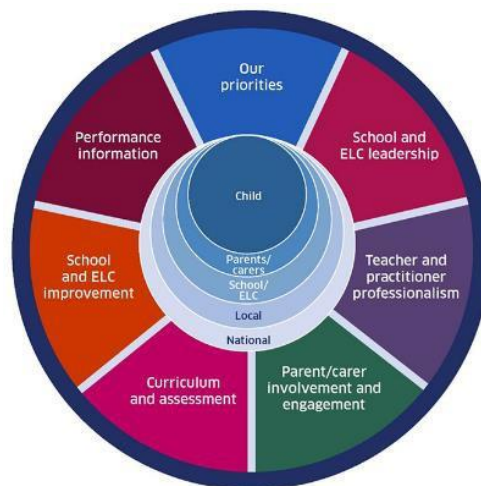 Our
priorities
School and
ELC leadership
Teacher and
practitioner
professionalism
Parent/carer
involvement and
engagement
Curriculum
and assessment
School
and ELC
improvement
Performance
information
Child
Parents/
carers
School/
ELC
Local
National